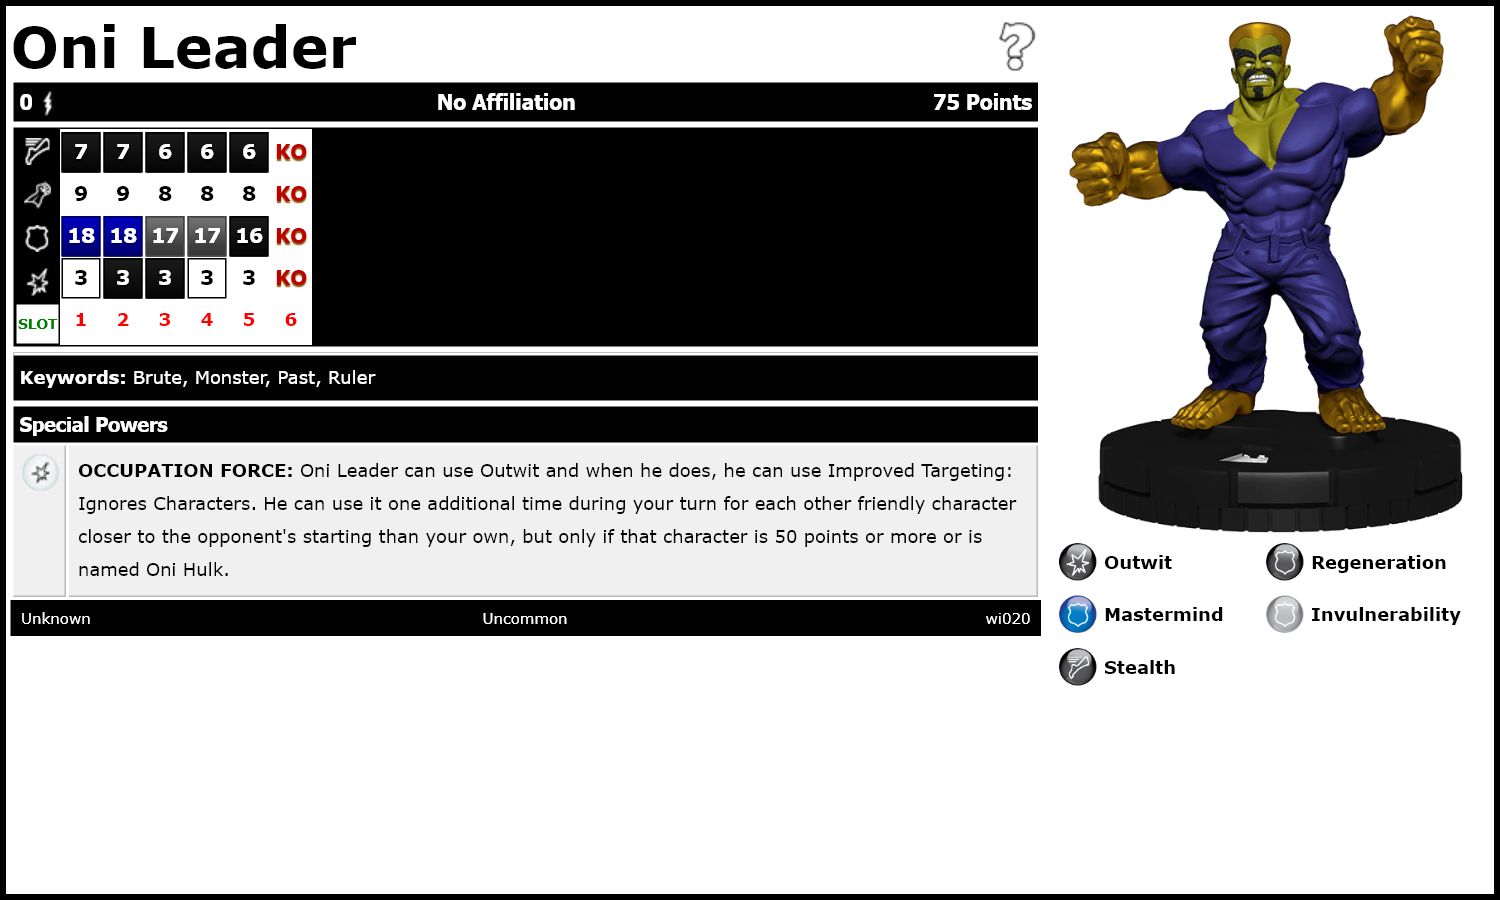 Oni Leader
0 No Affiliation 75 Points
7 7 6 6 6 KO
9 9 8 8 8 KO
18 18 17 17 16 KO
3 3 3 3 3 KO
SLOT 1 2 3 4 5 6
Keywords: Brute, Monster, Past, Ruler
Special Powers
OCCUPATION FORCE: Oni Leader can use Outwit and when he does, he can use Improved Targeting:
Ignores Characters. He can use it one additional time during your turn for each other friendly character
closer to the opponent's starting than your own, but only if that character is 50 points or more or is
named Oni Hulk.
Unknown Uncommon wi020
Outwit Regeneration
Mastermind Invulnerability
Stealth